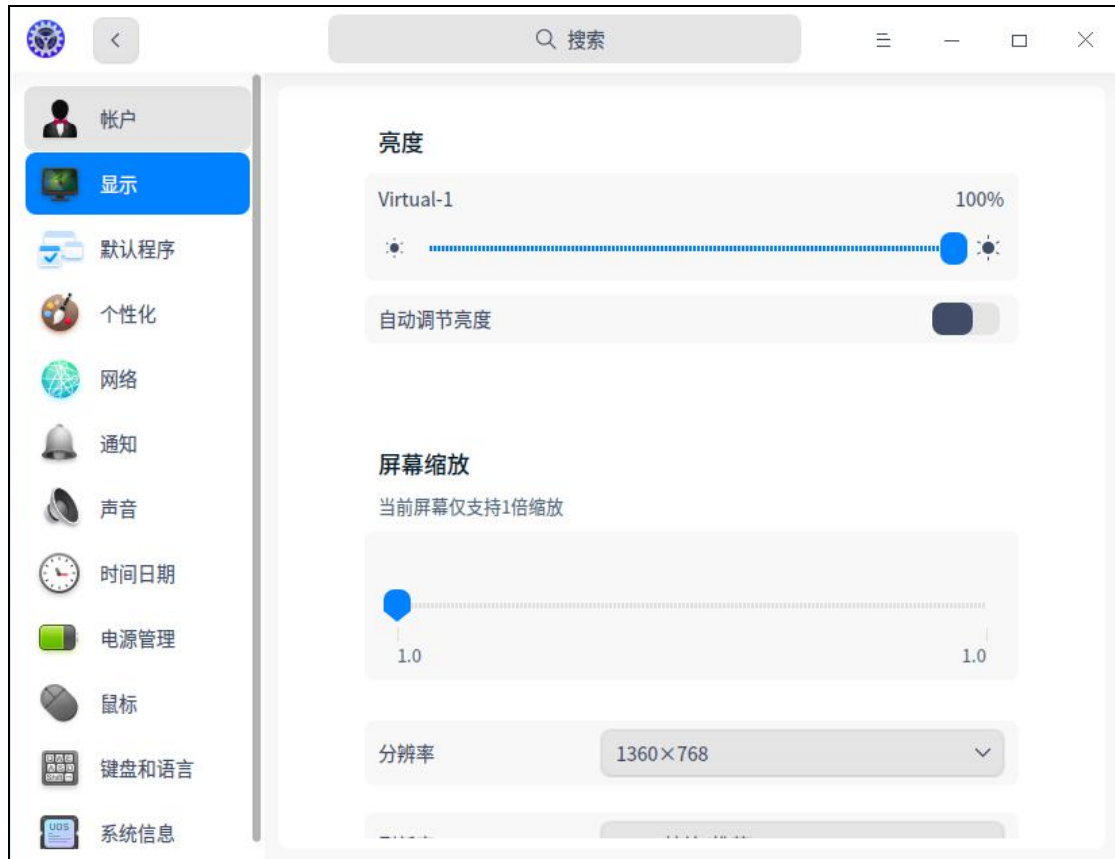 搜索
帐户
显示
默认程序
个性化
网络
通知
声音
时间日期
电源管理
鼠标
键盘和语言
系统信息
UOS
亮度
Virtual-1 100%
自动调节亮度
屏幕缩放
当前屏幕仅支持1倍缩放
1.0 1.0
分辨率 1360×768